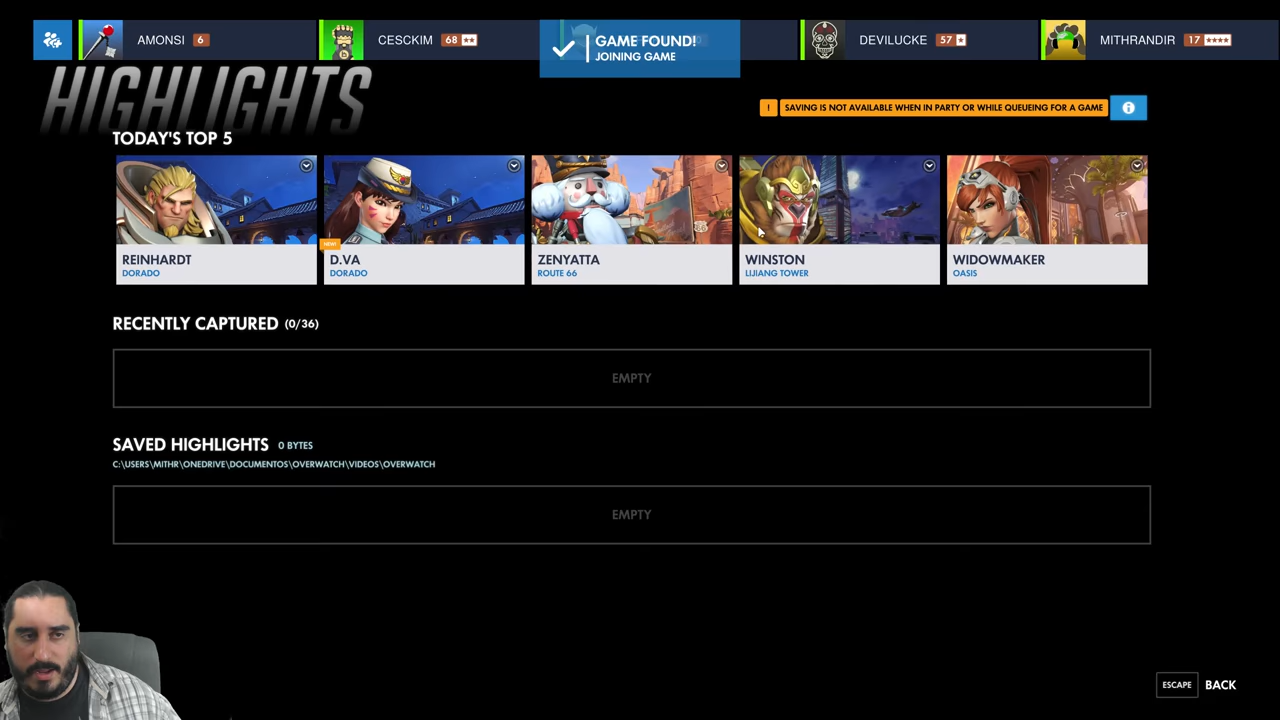 AMONSI 6
CESCKIM 68
GAME FOUND!
JOINING GAME
DEVILUCKE 57
MITHRANDIR 17
HIGHLIGHTS
! SAVING IS NOT AVAILABLE WHEN IN PARTY OR WHILE QUEUEING FOR A GAME
TODAY'S TOP 5
REINHARDT
DORADO
NEW!
D.VA
DORADO
ZENYATTA
ROUTE 66
WINSTON
LIJIANG TOWER
WIDOWMAKER
OASIS
RECENTLY CAPTURED (0/36)
EMPTY
SAVED HIGHLIGHTS 0 BYTES
C:\USERS\MITHR\ONEDRIVE\DOCUMENTOS\OVERWATCH\VIDEOS\OVERWATCH
EMPTY
ESCAPE BACK